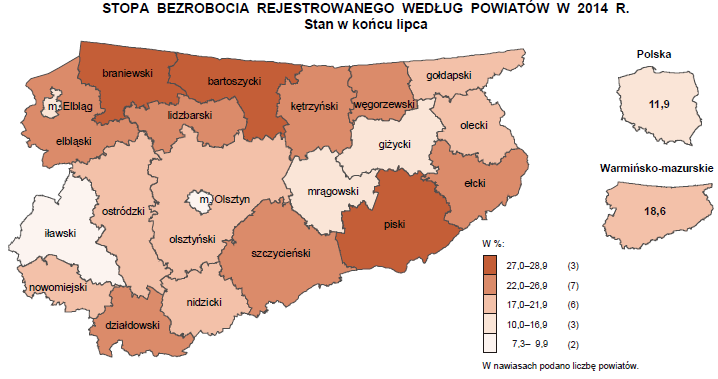 STOPA BEZROBOCIA REJESTROWANEGO WEDŁUG POWIATÓW W 2014 R.
Stan w końcu lipca
braniewski
bartoszycki
gołdapski
Polska
m. Elbląg
kętrzyński
węgorzewski
11,9
lidzbarski
olecki
elbląski
giżycki
Warmińsko-mazurskie
mrągowski
ełcki
m. Olsztyn
ostródzki
18,6
iławski
piski
olsztyński
szczycieński
W %:
27,0–28,9 (3)
22,0–26,9 (7)
nowomiejski
17,0–21,9 (6)
nidzicki
10,0–16,9 (3)
działdowski
7,3– 9,9 (2)
W nawiasach podano liczbę powiatów.